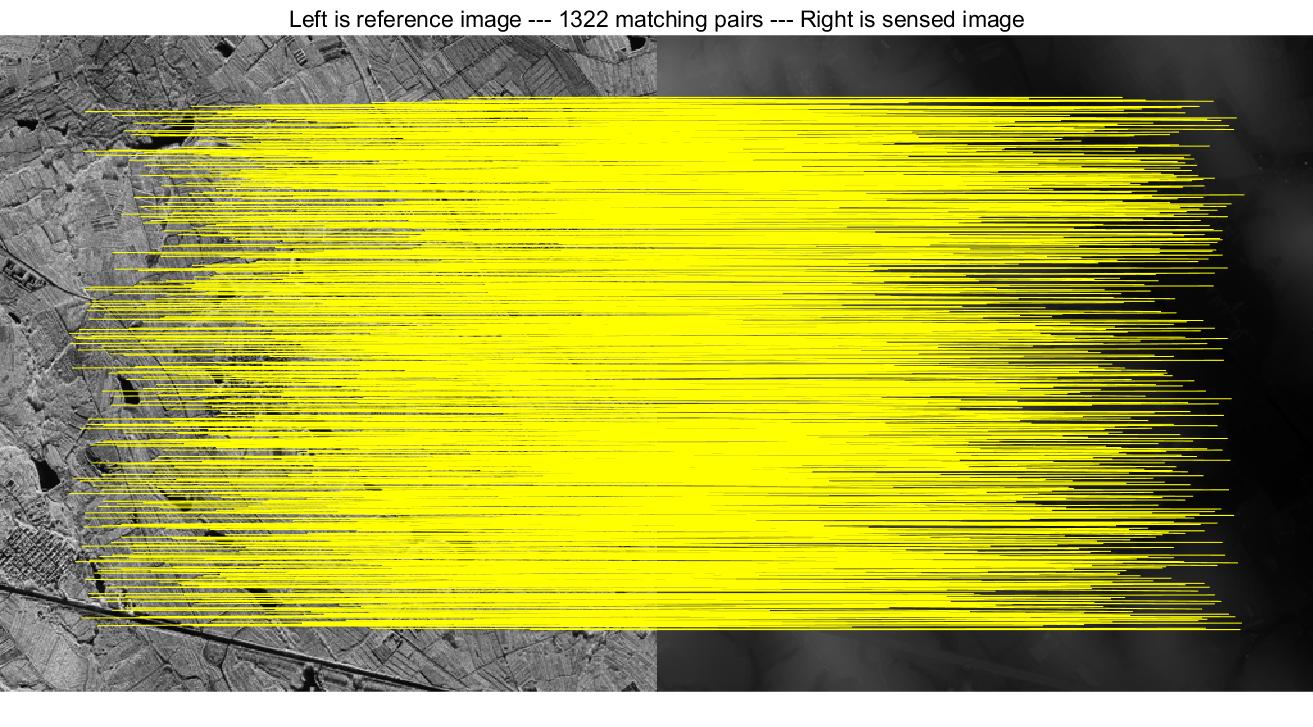 Left is reference image --- 1322 matching pairs --- Right is sensed image